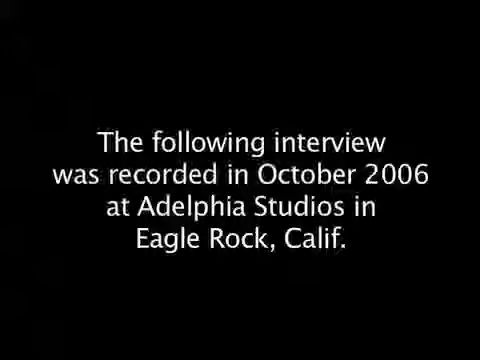 The following interview
was recorded in October 2006
at Adelphia Studios in
Eagle Rock, Calif.